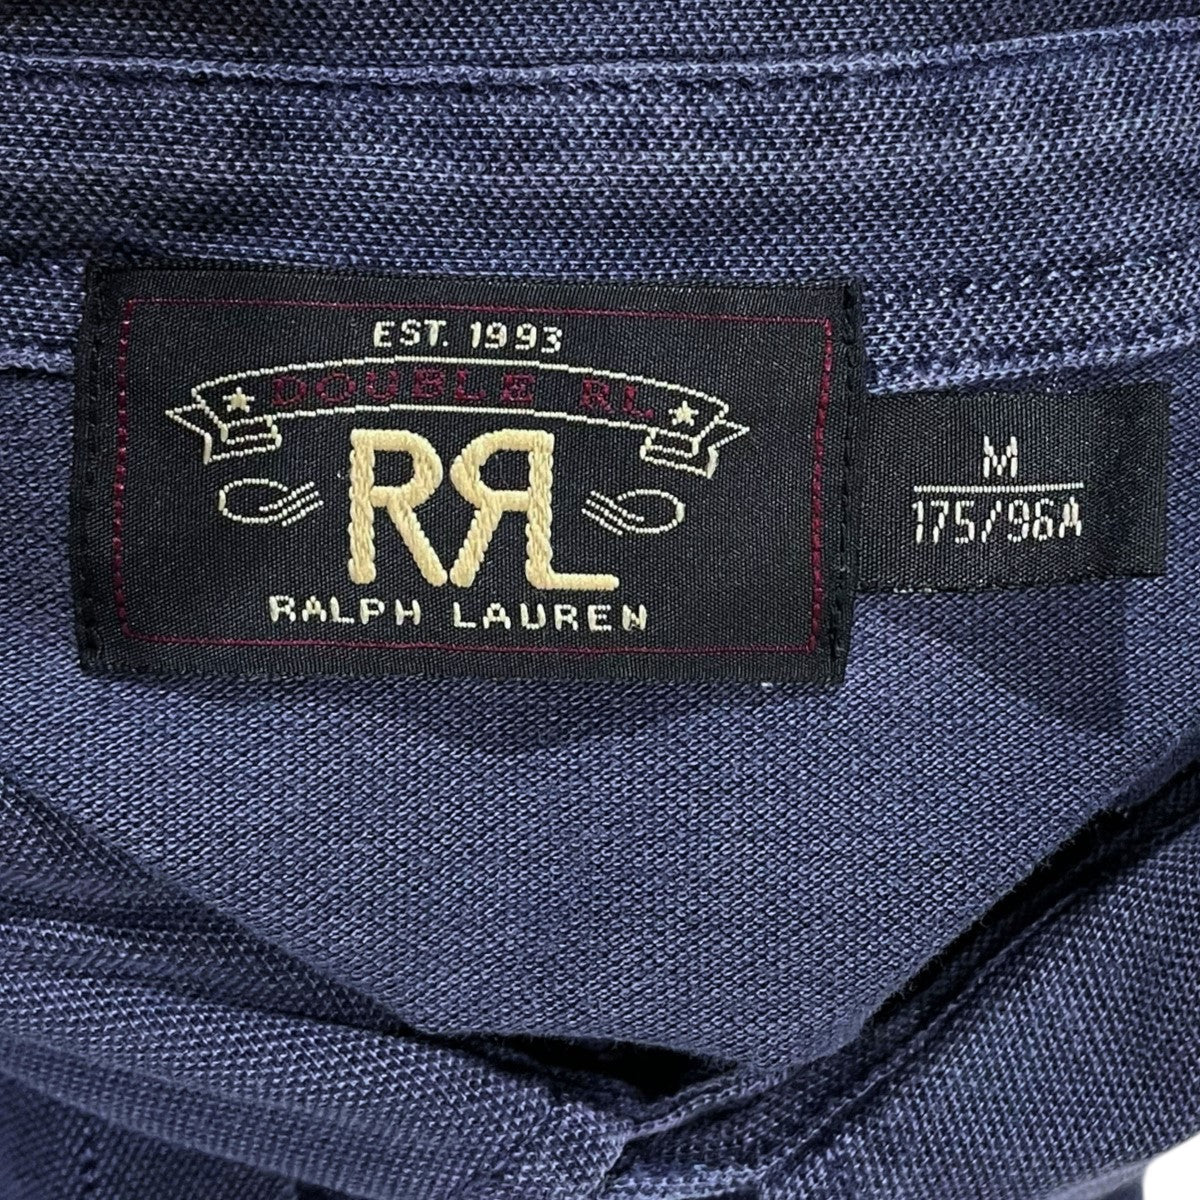 EST. 1993
DOUBLE RL
RRL
RALPH LAUREN
M
175/96A